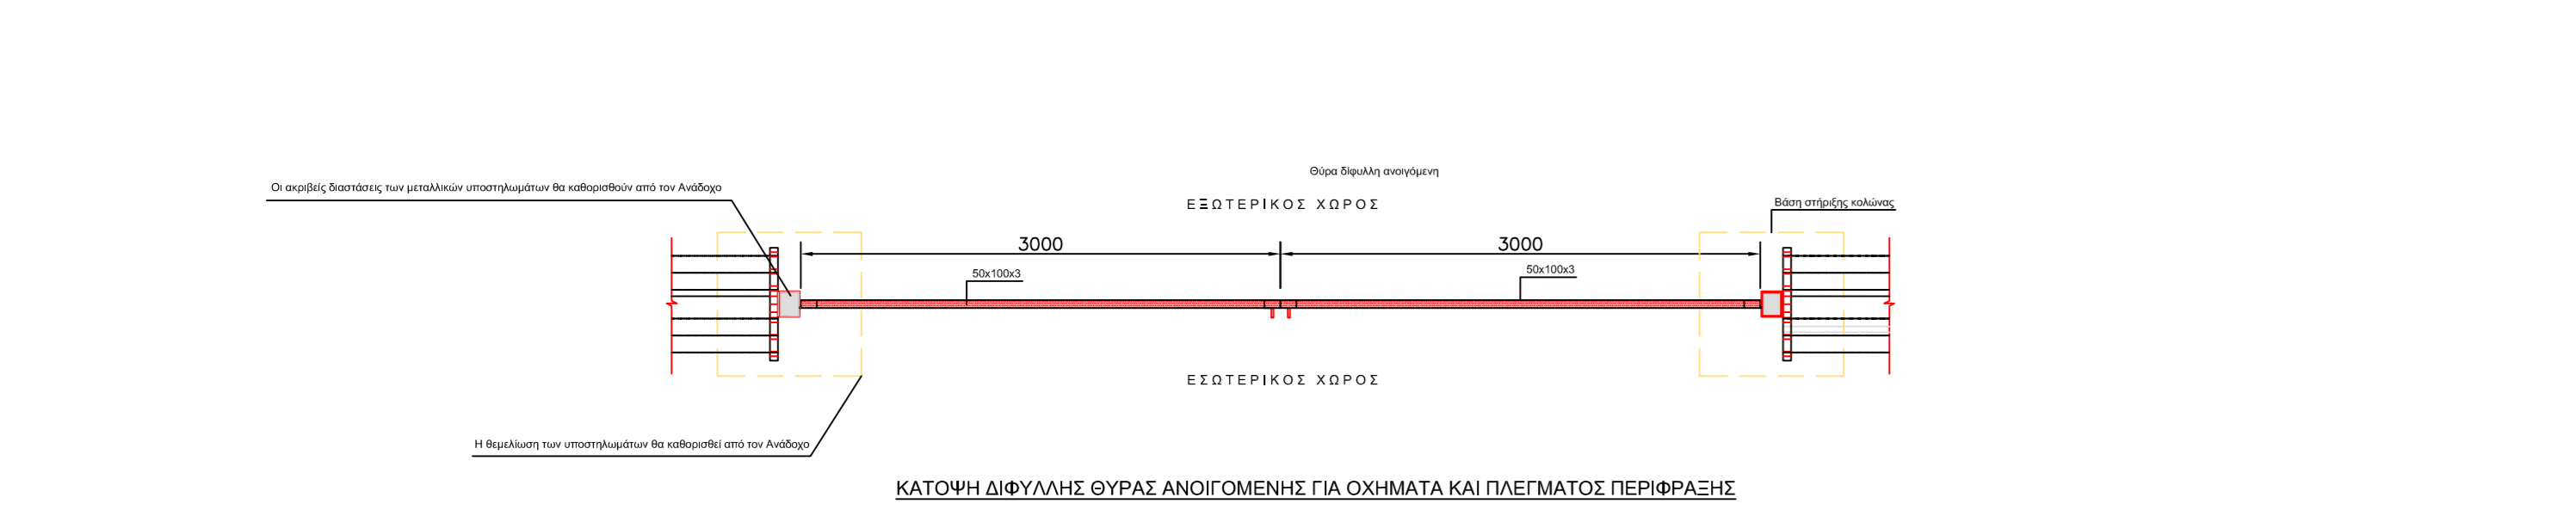 Θύρα δίφυλλη ανοιγόμενη
Οι ακριβείς διαστάσεις των μεταλλικών υποστηλωμάτων θα καθορισθούν από τον Ανάδοχο
ΕΞΩΤΕΡΙΚΟΣ ΧΩΡΟΣ
Βάση στήριξης κολώνας
3000
3000
50x100x3
50x100x3
ΕΣΩΤΕΡΙΚΟΣ ΧΩΡΟΣ
Η θεμελίωση των υποστηλωμάτων θα καθορισθεί από τον Ανάδοχο
ΚΑΤΟΨΗ ΔΙΦΥΛΛΗΣ ΘΥΡΑΣ ΑΝΟΙΓΟΜΕΝΗΣ ΓΙΑ ΟΧΗΜΑΤΑ ΚΑΙ ΠΛΕΓΜΑΤΟΣ ΠΕΡΙΦΡΑΞΗΣ